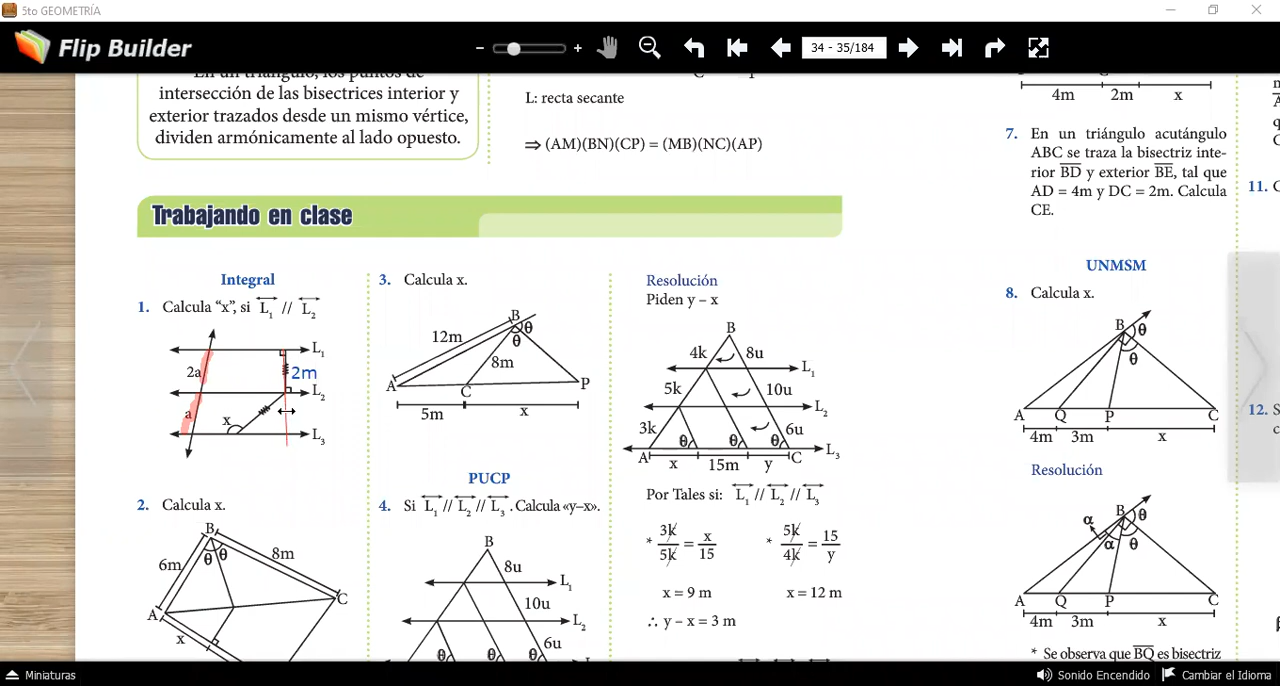 5to GEOMETRÍA
Flip Builder
34 - 35/184
intersección de las bisectrices interior y
exterior trazados desde un mismo vértice,
dividen armónicamente al lado opuesto.
L: recta secante
⇒ (AM)(BN)(CP) = (MB)(NC)(AP)
Trabajando en clase
Integral
1. Calcula “x”, si L₁ // L₂
L₁
2a
2m
L₂
a
x
L₃
2. Calcula x.
B
θ θ
6m
8m
A
C
x
3. Calcula x.
B
θ
θ
12m
8m
A
C
P
5m
x
PUCP
4. Si L₁ // L₂ // L₃ . Calcula «y–x».
B
8u
L₁
10u
L₂
6u
θ θ θ
Resolución
Piden y – x
B
4k
8u
L₁
5k
10u
L₂
3k
6u
θ θ θ
A
C
L₃
x
15m
y
Por Tales si: L₁ // L₂ // L₃
* 3k/5k = x/15
* 5k/4k = 15/y
x = 9 m
x = 12 m
∴ y – x = 3 m
4m
2m
x
7. En un triángulo acutángulo
ABC se traza la bisectriz inte-
rior BD y exterior BE, tal que
AD = 4m y DC = 2m. Calcula
CE.
UNMSM
8. Calcula x.
B
θ
θ
A
Q
P
C
4m
3m
x
Resolución
B
α
θ
α
θ
A
Q
P
C
4m
3m
x
* Se observa que BQ es bisectriz
11.
12.
Miniaturas
Sonido Encendido
Cambiar el Idioma